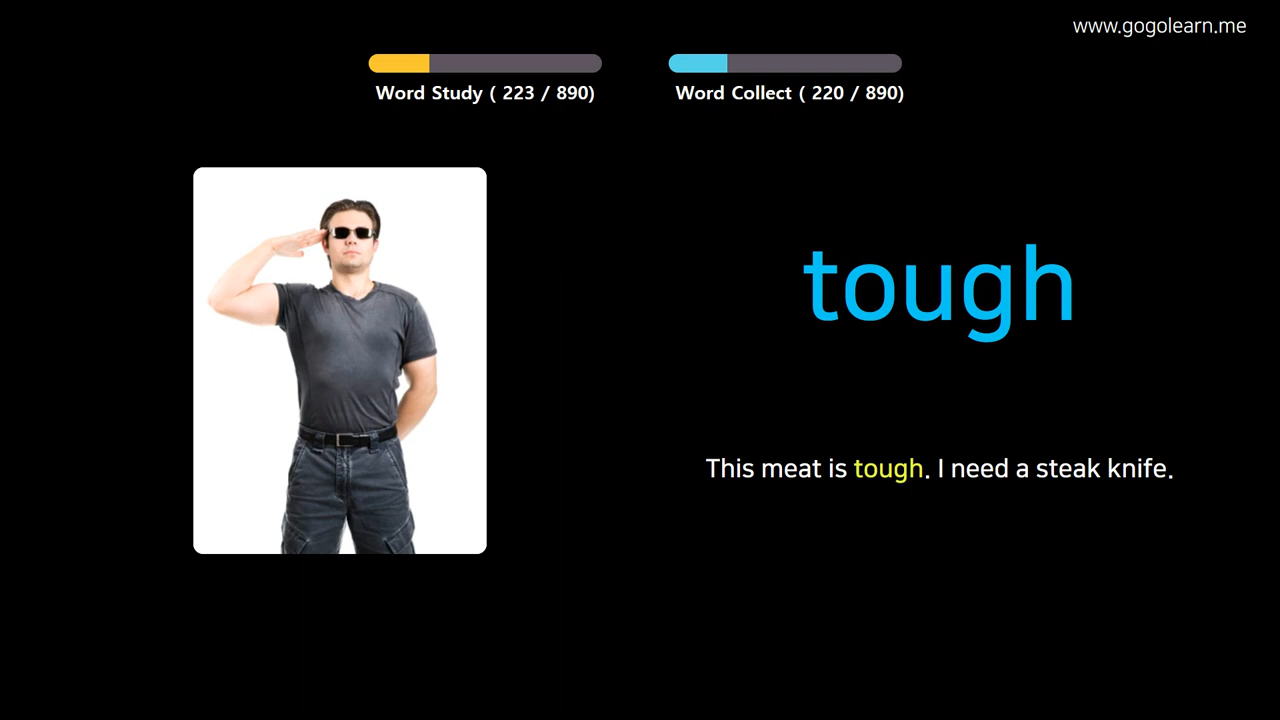 www.gogolearn.me
Word Study ( 223 / 890)
Word Collect ( 220 / 890)
tough
This meat is tough. I need a steak knife.